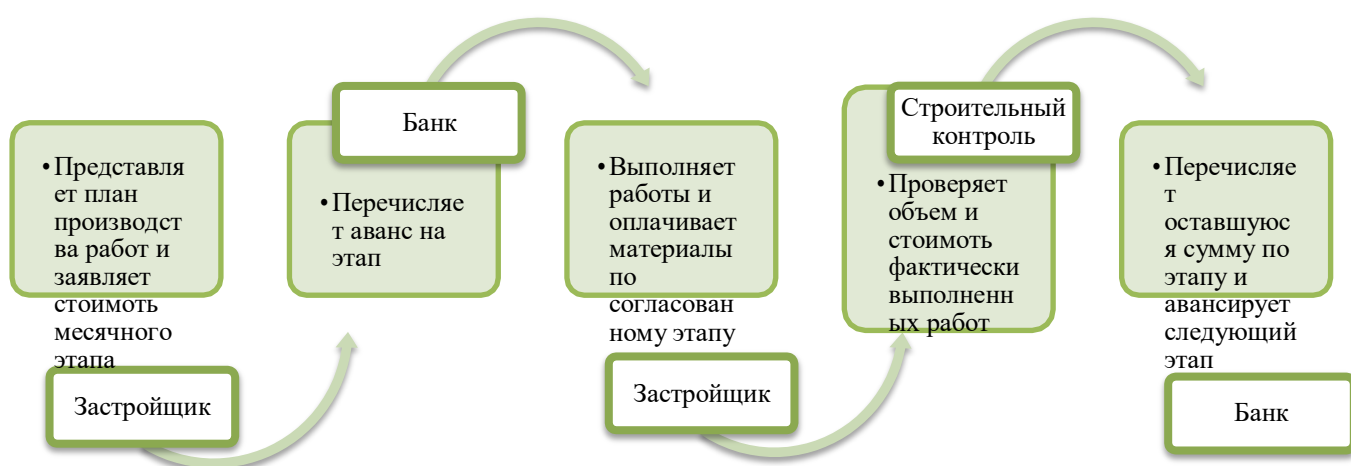 •Представля
ет план
производст
ва работ и
заявляет
стоимоть
месячного
этапа
Застройщик
Банк
•Перечисляе
т аванс на
этап
•Выполняет
работы и
оплачивает
материалы
по
согласован
ному этапу
Застройщик
Строительный
контроль
•Проверяет
объем и
стоимоть
фактически
выполненн
ых работ
•Перечисляе
т
оставшуюс
я сумму по
этапу и
авансирует
следующий
этап
Банк